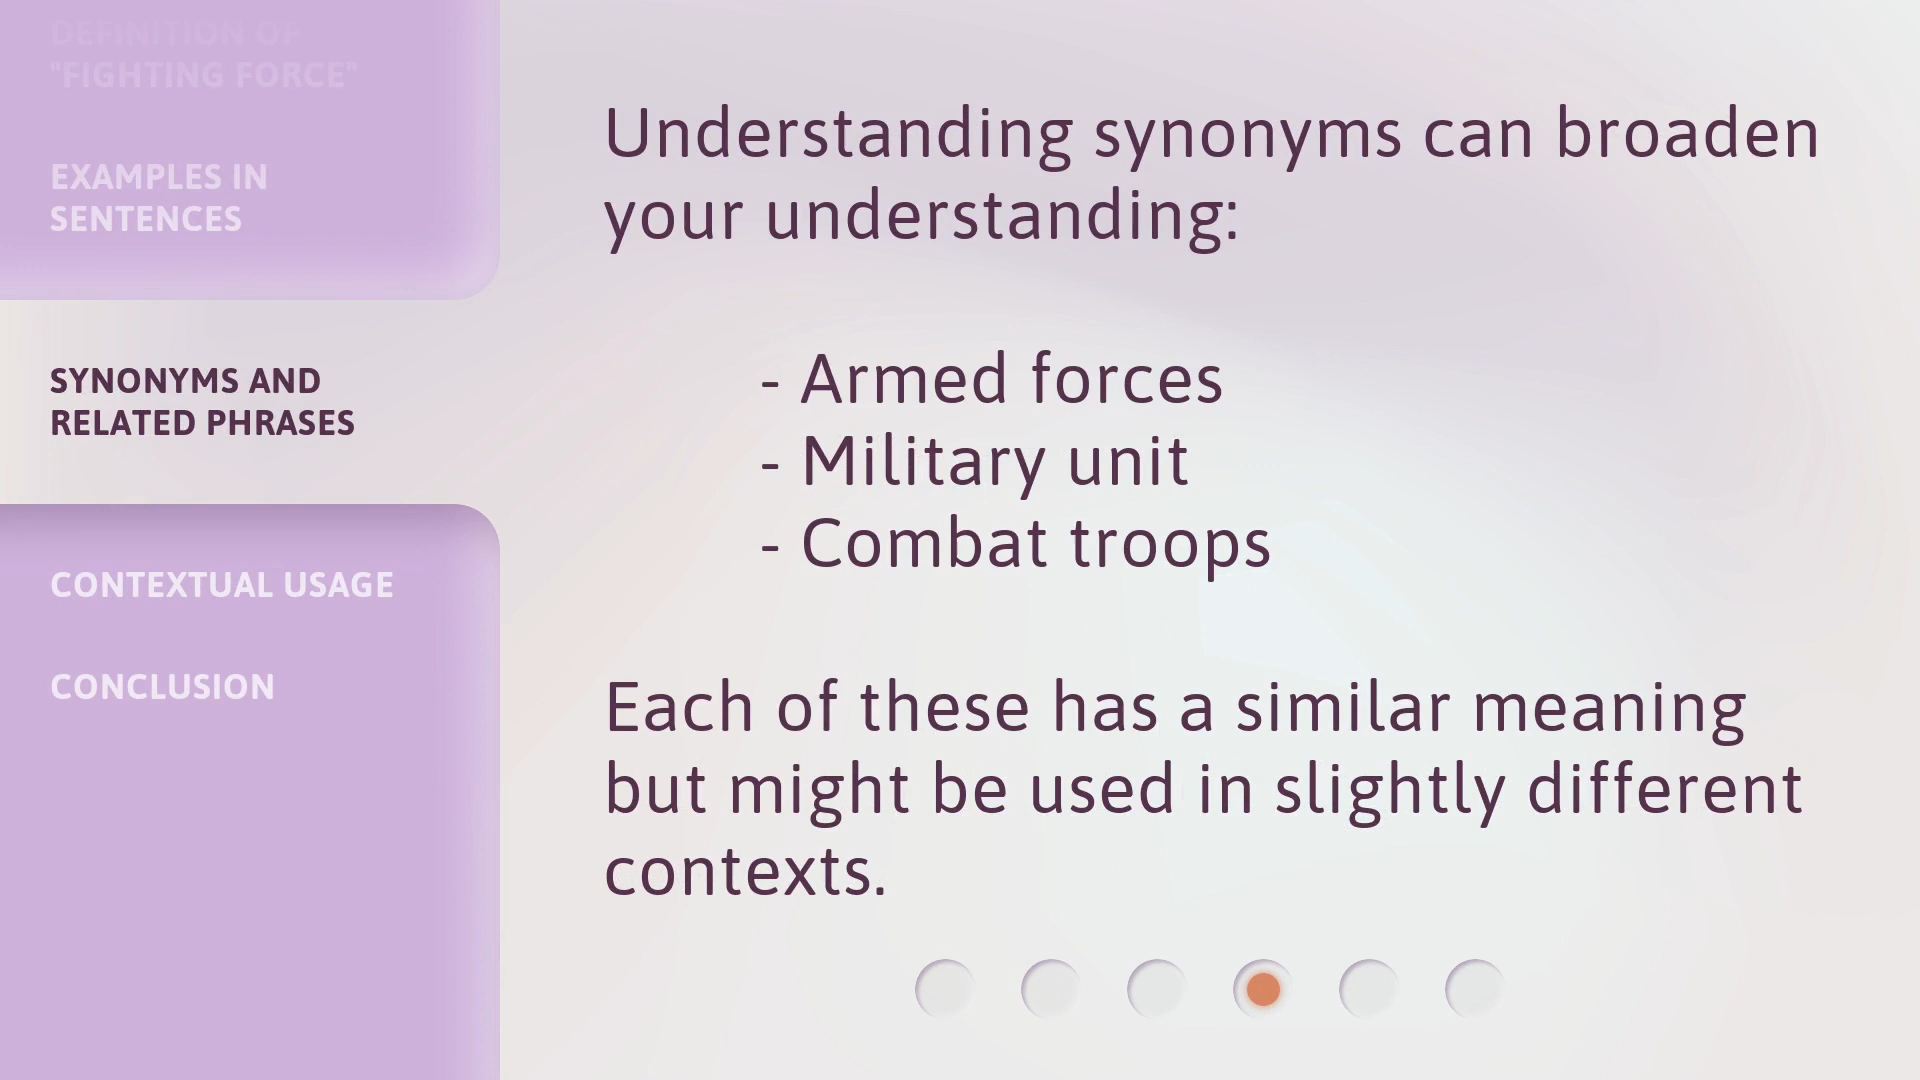 DEFINITION OF
"FIGHTING FORCE"
EXAMPLES IN
SENTENCES
SYNONYMS AND
RELATED PHRASES
CONTEXTUAL USAGE
CONCLUSION
Understanding synonyms can broaden
your understanding:
- Armed forces
- Military unit
- Combat troops
Each of these has a similar meaning
but might be used in slightly different
contexts.